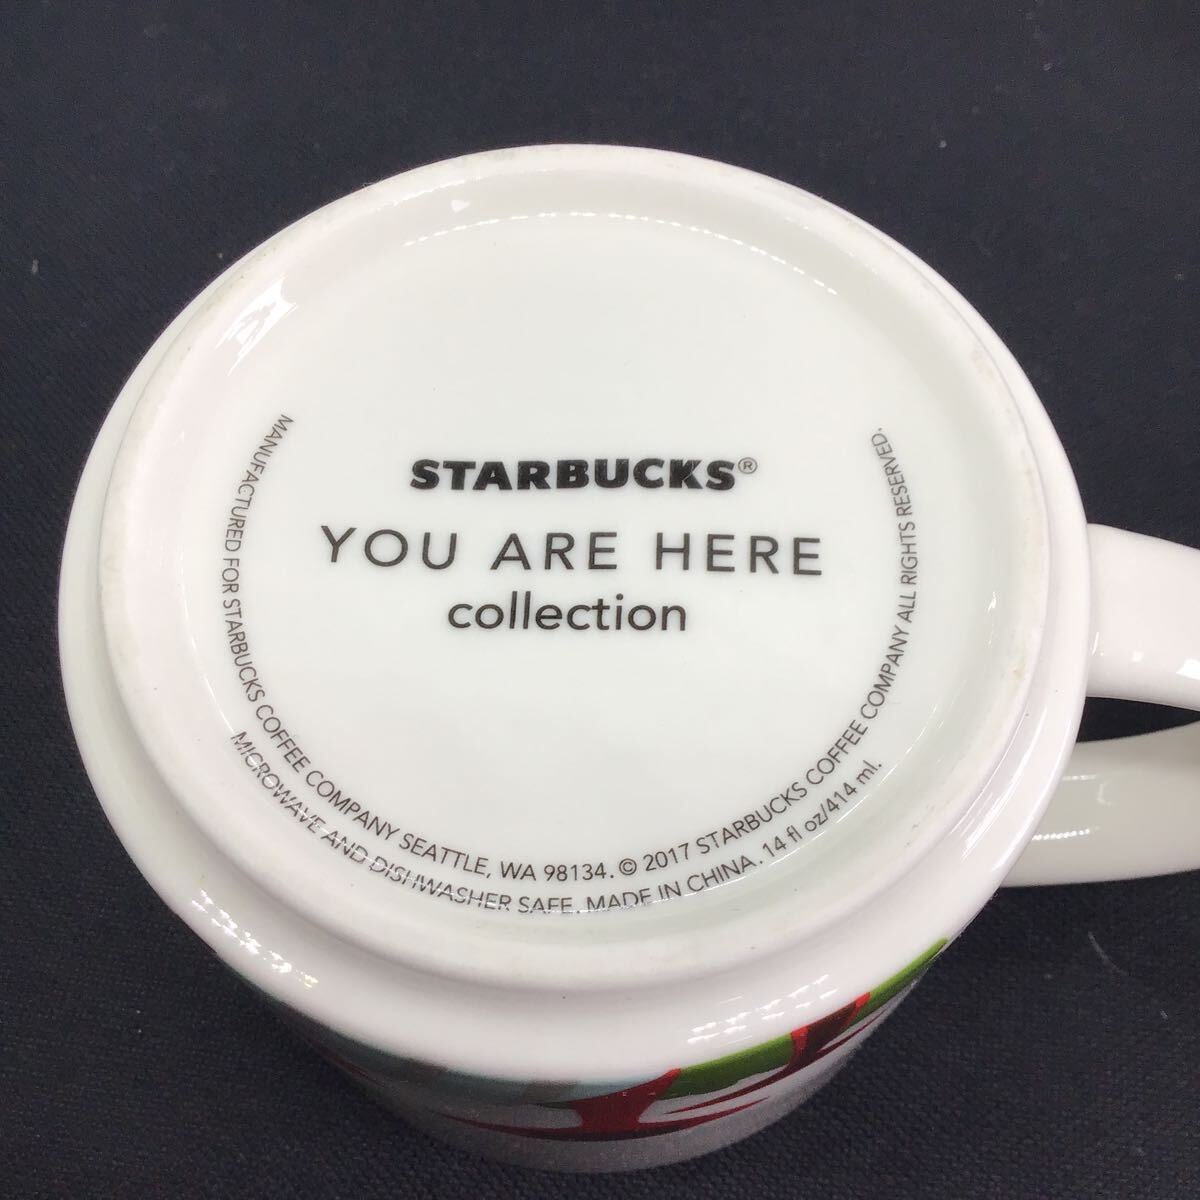 STARBUCKS®
YOU ARE HERE
collection
MANUFACTURED FOR STARBUCKS COFFEE COMPANY SEATTLE, WA 98134. © 2017 STARBUCKS COFFEE COMPANY ALL RIGHTS RESERVED.
MICROWAVE AND DISHWASHER SAFE. MADE IN CHINA. 14 fl oz/414 ml.